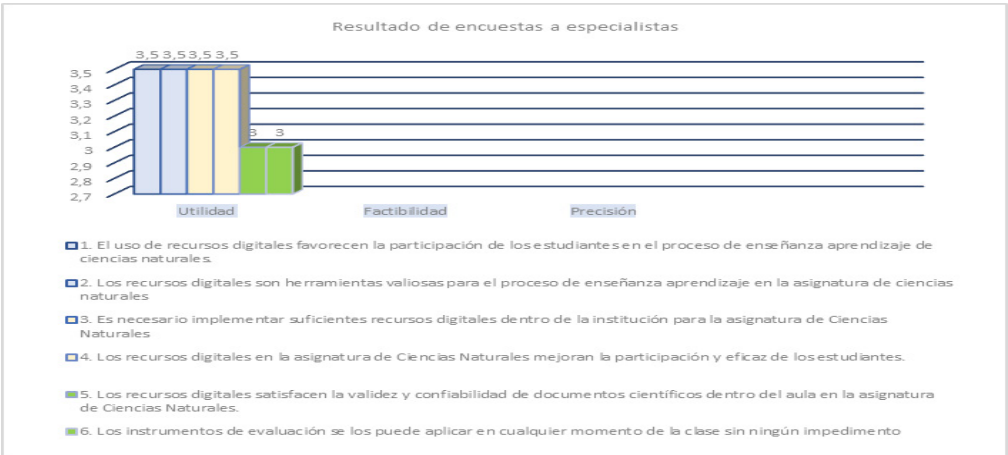 Resultado de encuestas a especialistas
3,5 3,5 3,5 3,5
3,5
3,4
3,3
3,2
3,1
3 3
3
2,9
2,8
2,7
Utilidad Factibilidad Precisión
1. El uso de recursos digitales favorecen la participación de los estudiantes en el proceso de enseñanza aprendizaje de
ciencias naturales.
2. Los recursos digitales son herramientas valiosas para el proceso de enseñanza aprendizaje en la asignatura de ciencias
naturales
3. Es necesario implementar suficientes recursos digitales dentro de la institución para la asignatura de Ciencias
Naturales
4. Los recursos digitales en la asignatura de Ciencias Naturales mejoran la participación y eficaz de los estudiantes.
5. Los recursos digitales satisfacen la validez y confiabilidad de documentos científicos dentro del aula en la asignatura
de Ciencias Naturales.
6. Los instrumentos de evaluación se los puede aplicar en cualquier momento de la clase sin ningún impedimento